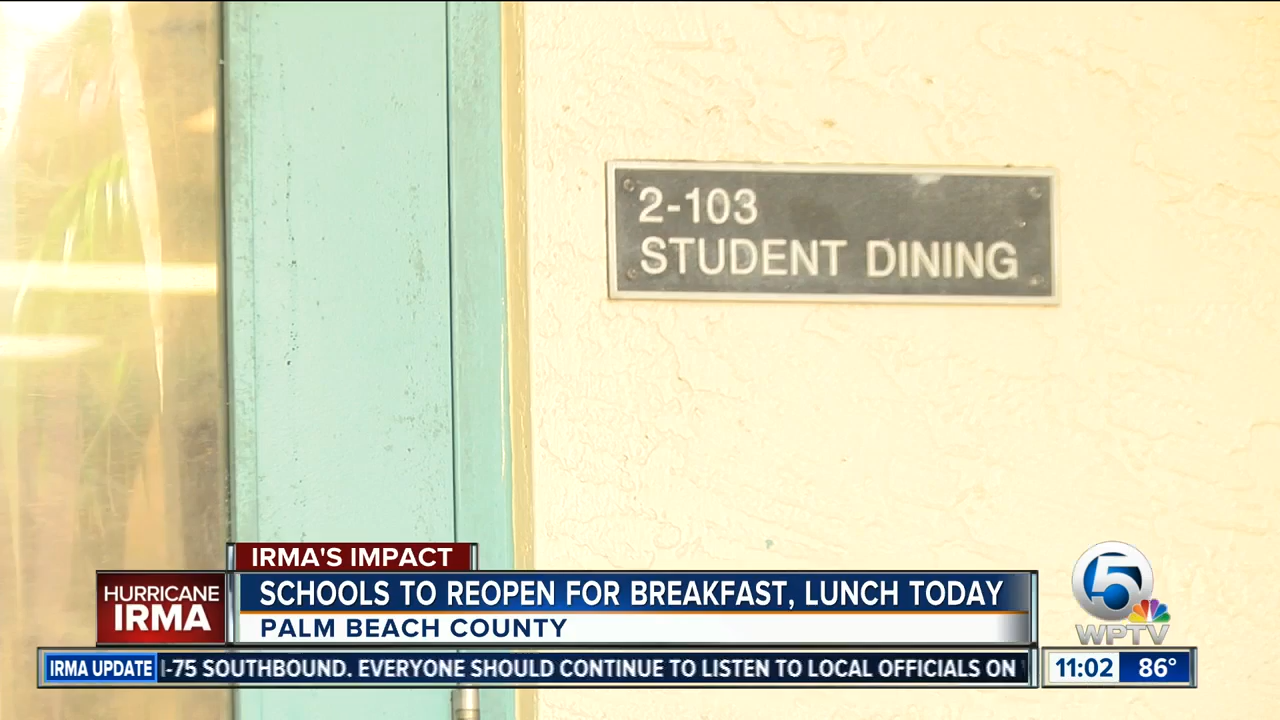 2-103
STUDENT DINING
IRMA'S IMPACT
HURRICANE
IRMA
SCHOOLS TO REOPEN FOR BREAKFAST, LUNCH TODAY
PALM BEACH COUNTY
5
WPTV
IRMA UPDATE I-75 SOUTHBOUND. EVERYONE SHOULD CONTINUE TO LISTEN TO LOCAL OFFICIALS ON
11:02 86°